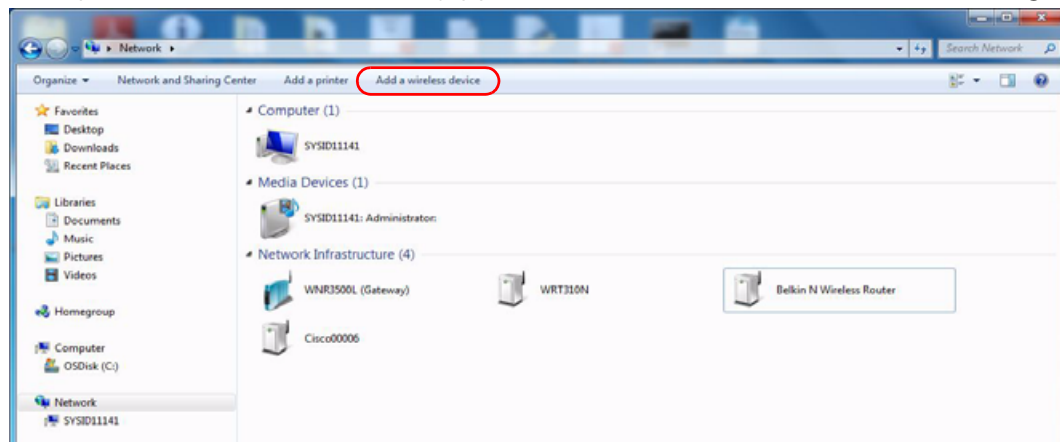 Network
Search Network
Organize
Network and Sharing Center
Add a printer
Add a wireless device
Favorites
Desktop
Downloads
Recent Places
Libraries
Documents
Music
Pictures
Videos
Homegroup
Computer
OSDisk (C:)
Network
SYSID11141
Computer (1)
SYSID11141
Media Devices (1)
SYSID11141: Administrator:
Network Infrastructure (4)
WNR3500L (Gateway)
WRT310N
Belkin N Wireless Router
Cisco00006